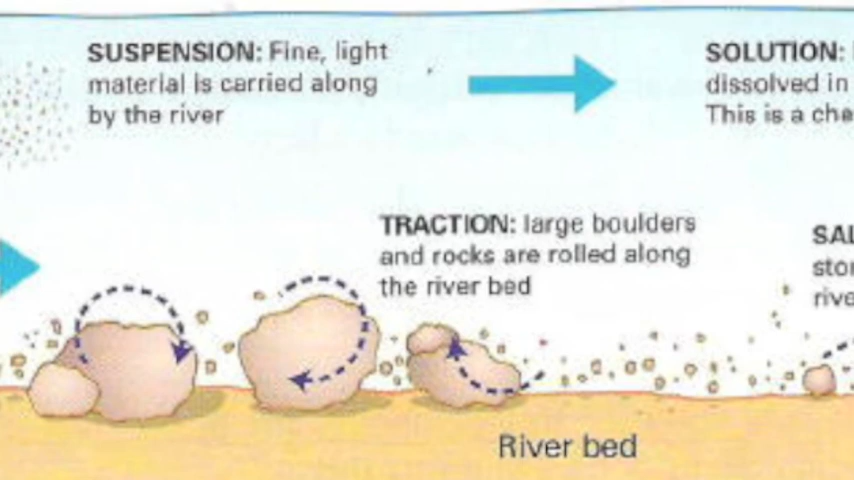 SUSPENSION: Fine, light
material is carried along
by the river
SOLUTION:
dissolved in
This is a
TRACTION: large boulders
and rocks are rolled along
the river bed
River bed